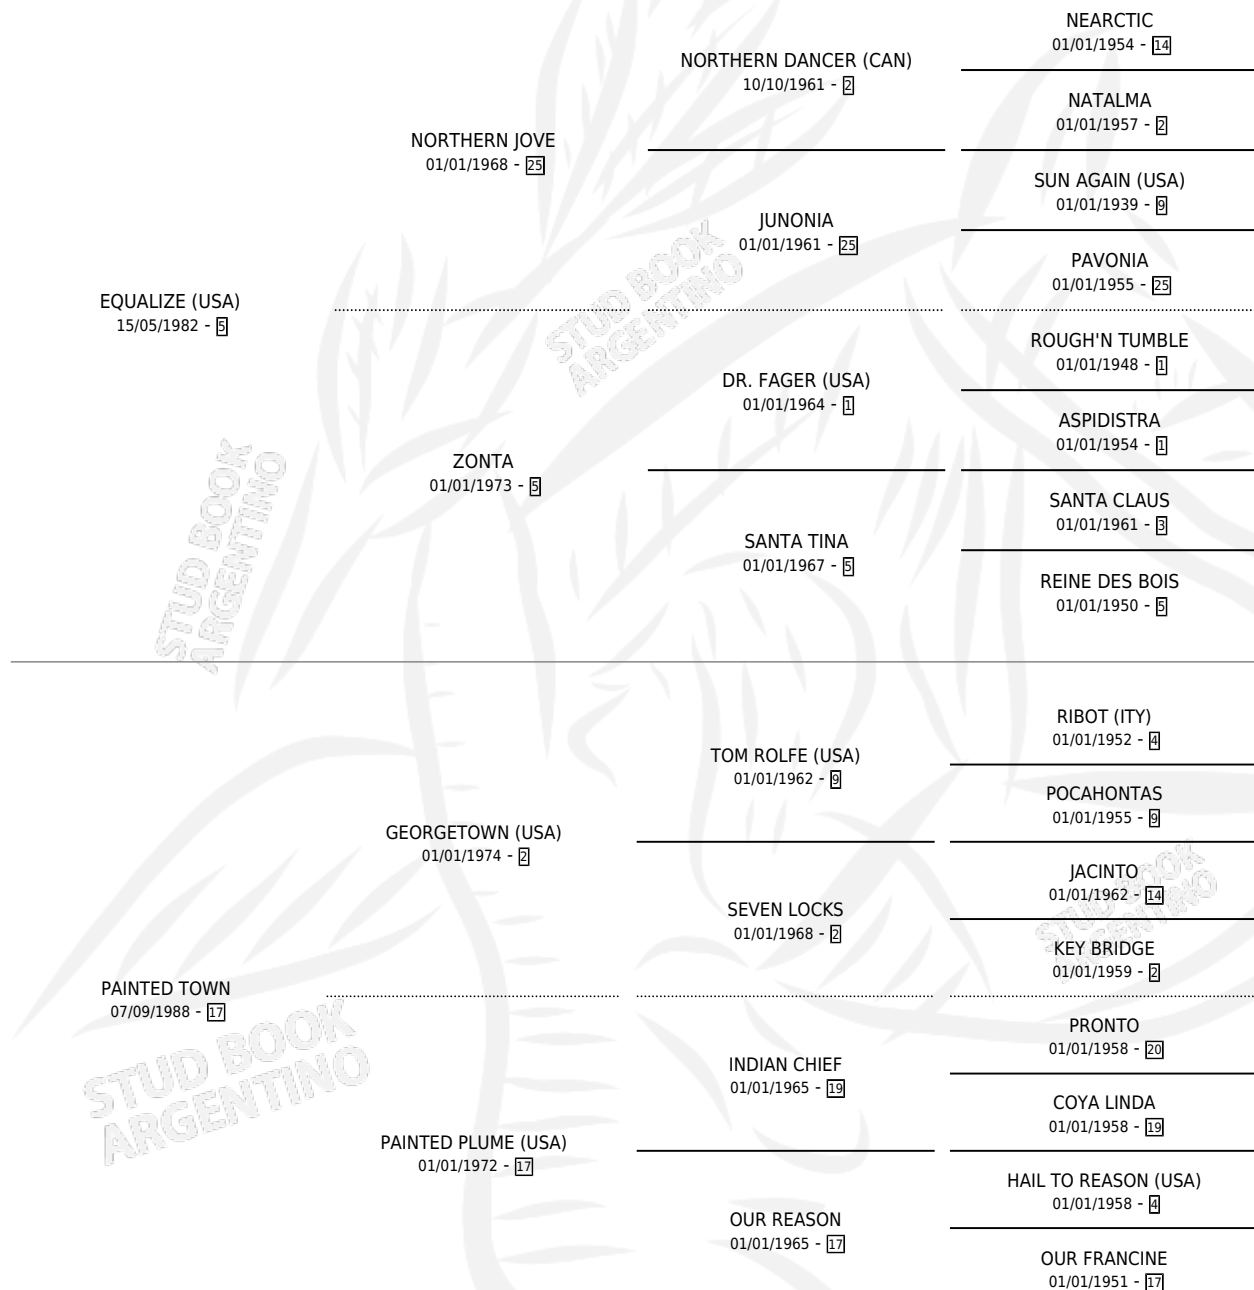 NEARCTIC
01/01/1954 - 14
NORTHERN DANCER (CAN)
10/10/1961 - 2
NATALMA
01/01/1957 - 2
NORTHERN JOVE
01/01/1968 - 25
SUN AGAIN (USA)
01/01/1939 - 9
JUNONIA
01/01/1961 - 25
PAVONIA
01/01/1955 - 25
EQUALIZE (USA)
15/05/1982 - 5
STUD BOOK
ARGENTINO
ROUGH'N TUMBLE
01/01/1948 - 1
DR. FAGER (USA)
01/01/1964 - 1
ASPIDISTRA
01/01/1954 - 1
ZONTA
01/01/1973 - 5
SANTA CLAUS
01/01/1961 - 3
SANTA TINA
01/01/1967 - 5
REINE DES BOIS
01/01/1950 - 5
STUD BOOK
ARGENTINO
RIBOT (ITY)
01/01/1952 - 4
TOM ROLFE (USA)
01/01/1962 - 9
POCAHONTAS
01/01/1955 - 9
GEORGETOWN (USA)
01/01/1974 - 2
JACINTO
01/01/1962 - 14
STUD BOOK
ARGENTINO
SEVEN LOCKS
01/01/1968 - 2
KEY BRIDGE
01/01/1959 - 2
PAINTED TOWN
07/09/1988 - 17
STUD BOOK
ARGENTINO
PRONTO
01/01/1958 - 20
INDIAN CHIEF
01/01/1965 - 19
COYA LINDA
01/01/1958 - 19
PAINTED PLUME (USA)
01/01/1972 - 17
HAIL TO REASON (USA)
01/01/1958 - 4
OUR REASON
01/01/1965 - 17
OUR FRANCINE
01/01/1951 - 17